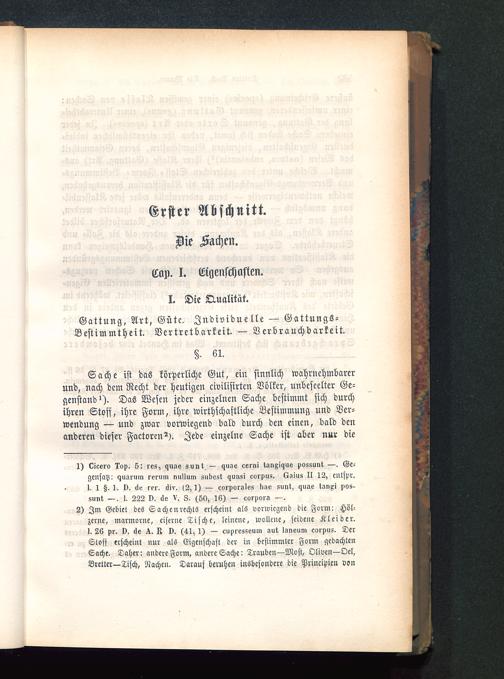 Erster Abschnitt.
Die Sachen.
Cap. I. Eigenschaften.
I. Die Qualität.
Gattung, Art, Güte. Individuelle — Gattungs-
Bestimmtheit. Vertretbarkeit. — Verbrauchbarkeit.
§. 61.
Sache ist das körperliche Gut, ein sinnlich wahrnehmbarer
und, nach dem Recht der heutigen civilisirten Völker, unbeseelter Ge-
genstand¹). Das Wesen jeder einzelnen Sache bestimmt sich durch
ihren Stoff, ihre Form, ihre wirthschaftliche Bestimmung und Ver-
wendung — und zwar vorwiegend bald durch den einen, bald den
anderen dieser Factoren²). Jede einzelne Sache ist aber nur die
1) Cicero Top. 5: res, quae sunt — quae cerni tangique possunt —. Ge-
gensatz: quarum rerum nullum subest quasi corpus. Gaius II 12, entspr.
l. 1 §. 1. D. de rer. div. (2, 1) — corporales hae sunt, quae tangi pos-
sunt —. l. 222 D. de V. S. (50, 16) — corpora —.
2) Im Gebiet des Sachenrechts erscheint als vorwiegend die Form: Höl-
zerne, marmorne, eiserne Tische, leinene, wollene, seidene Kleider.
l. 26 pr. D. de A. R. D. (41, 1) — cupresseum aut laneum corpus. Der
Stoff erscheint nur als Eigenschaft der in bestimmter Form gedachten
Sache. Daher: andere Form, andere Sache: Trauben—Most, Oliven—Oel,
Bretter—Tisch, Nachen. Darauf beruhen insbesondere die Principien von